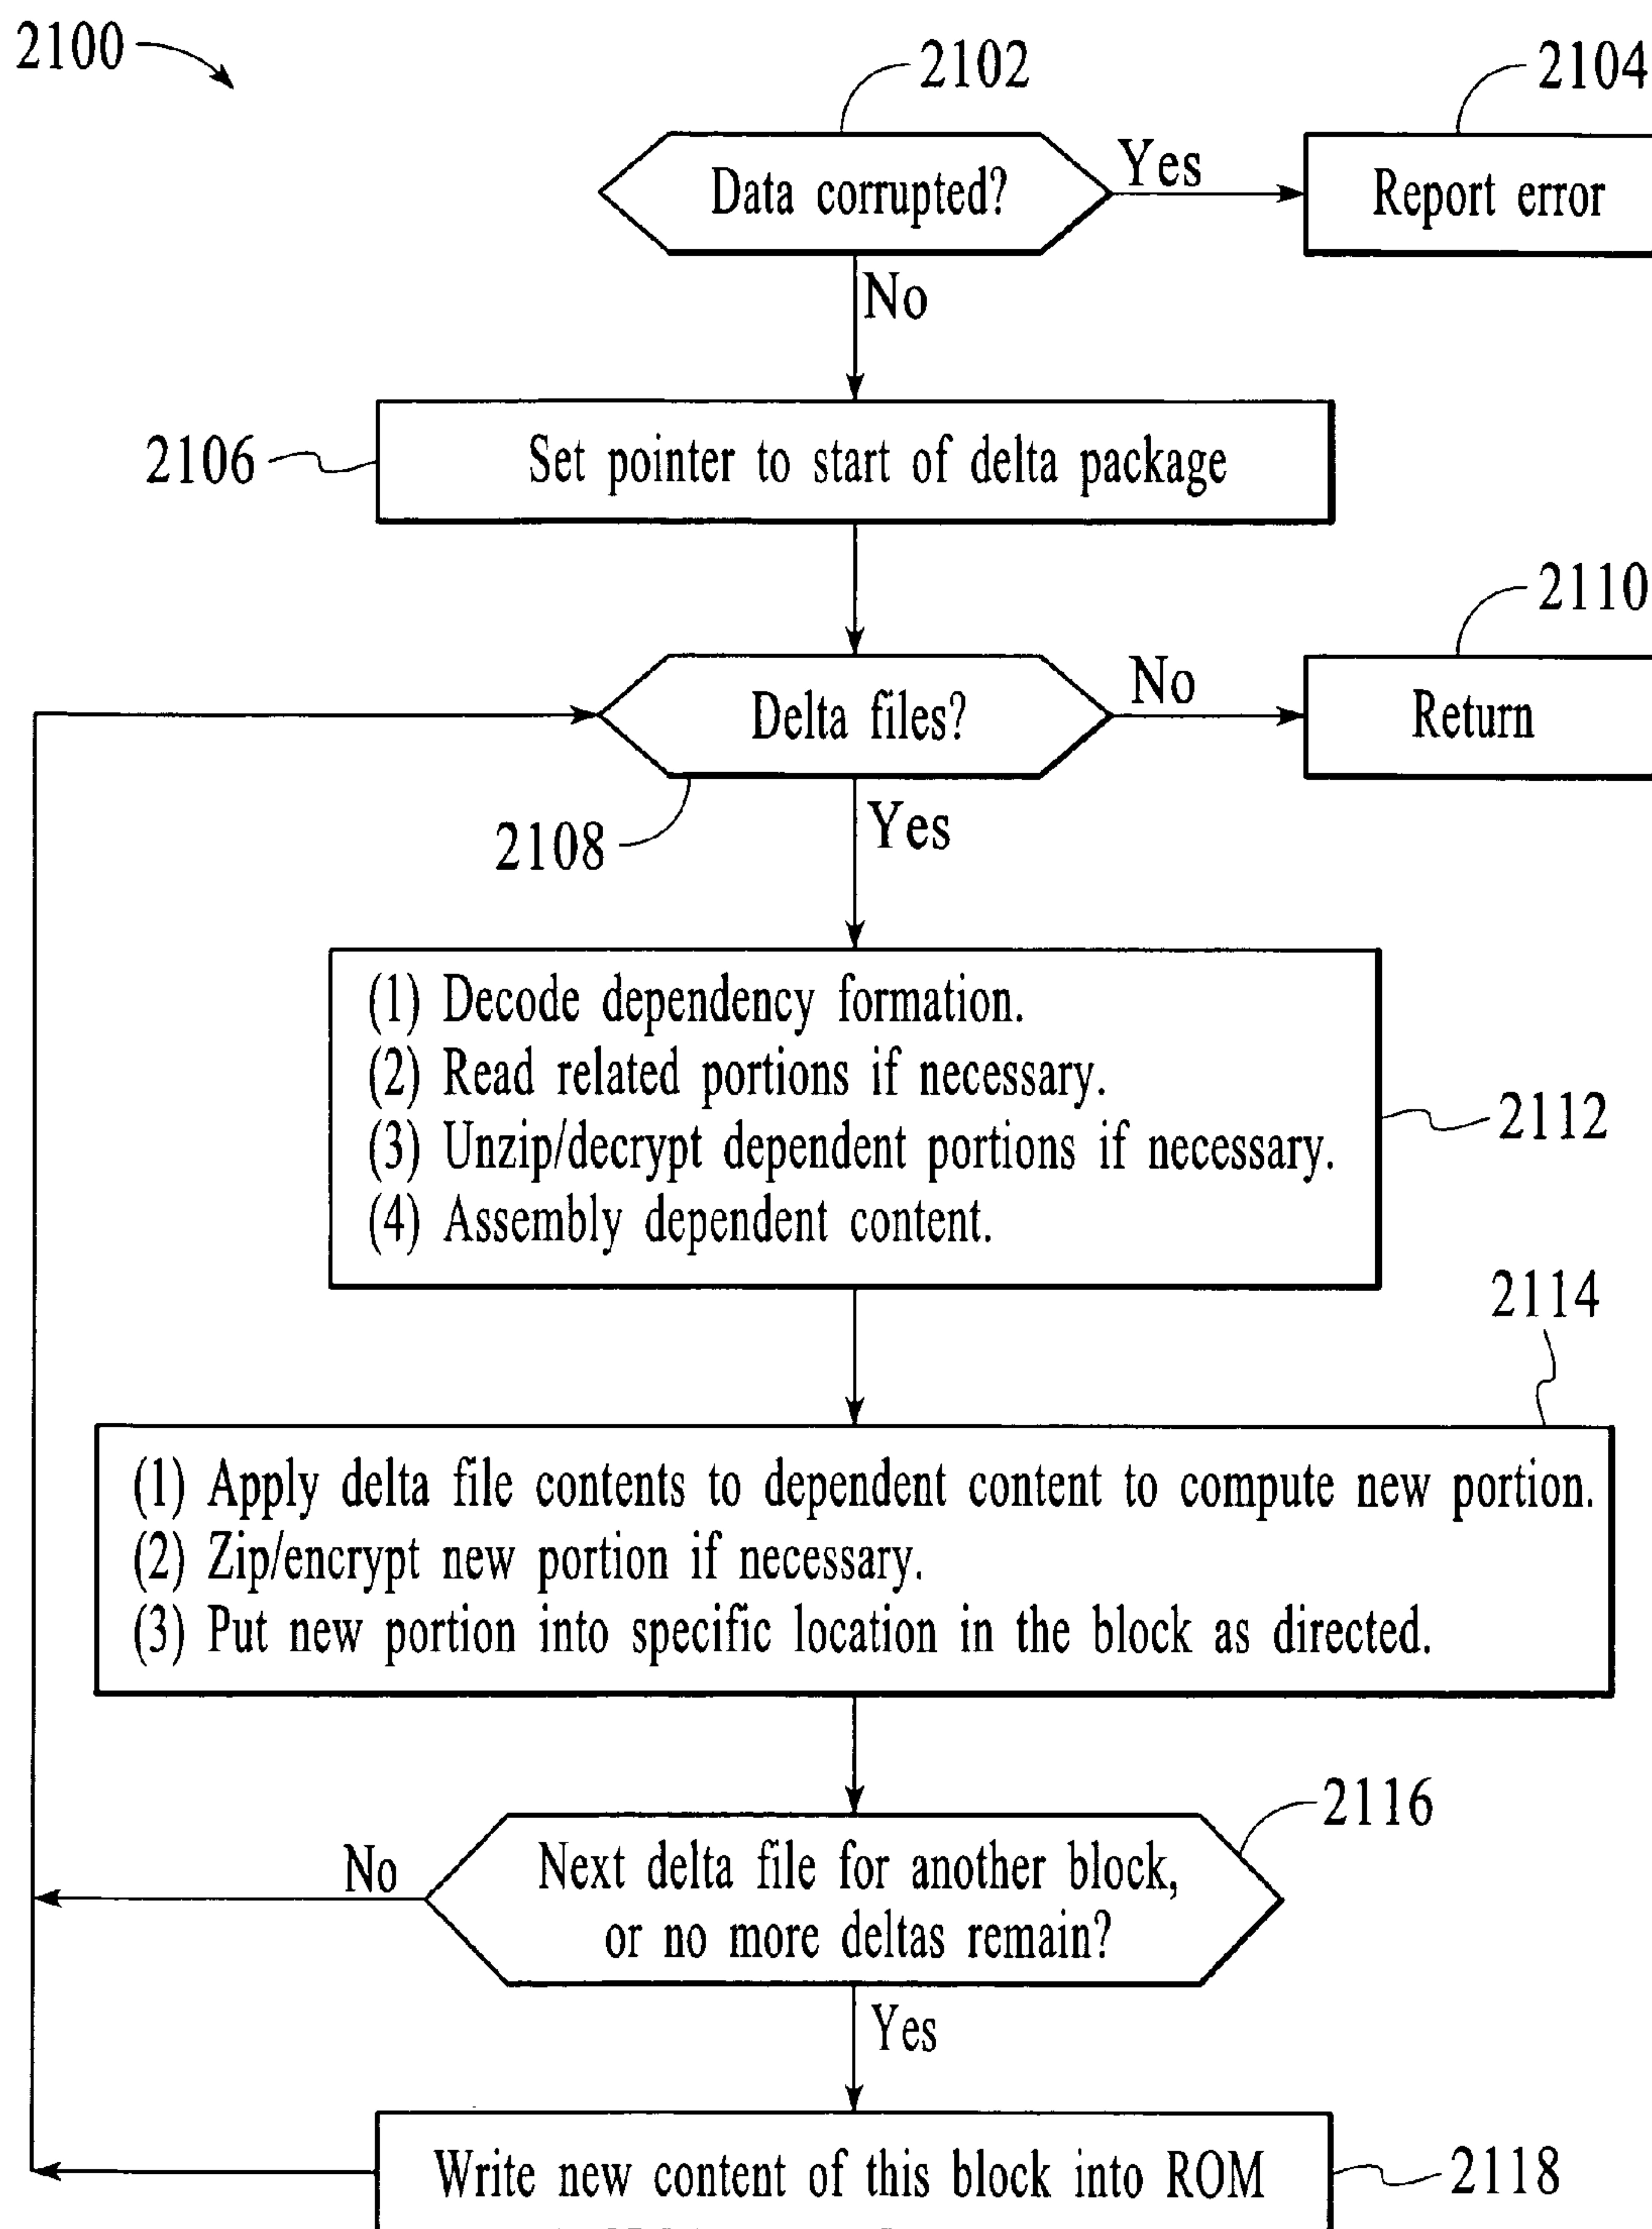 2100
2102
2104
Data corrupted?
Yes
Report error
No
2106
Set pointer to start of delta package
2110
Delta files?
No
Return
2108
Yes
(1) Decode dependency formation.
(2) Read related portions if necessary.
(3) Unzip/decrypt dependent portions if necessary.
(4) Assembly dependent content.
2112
2114
(1) Apply delta file contents to dependent content to compute new portion.
(2) Zip/encrypt new portion if necessary.
(3) Put new portion into specific location in the block as directed.
2116
No
Next delta file for another block,
or no more deltas remain?
Yes
Write new content of this block into ROM
2118